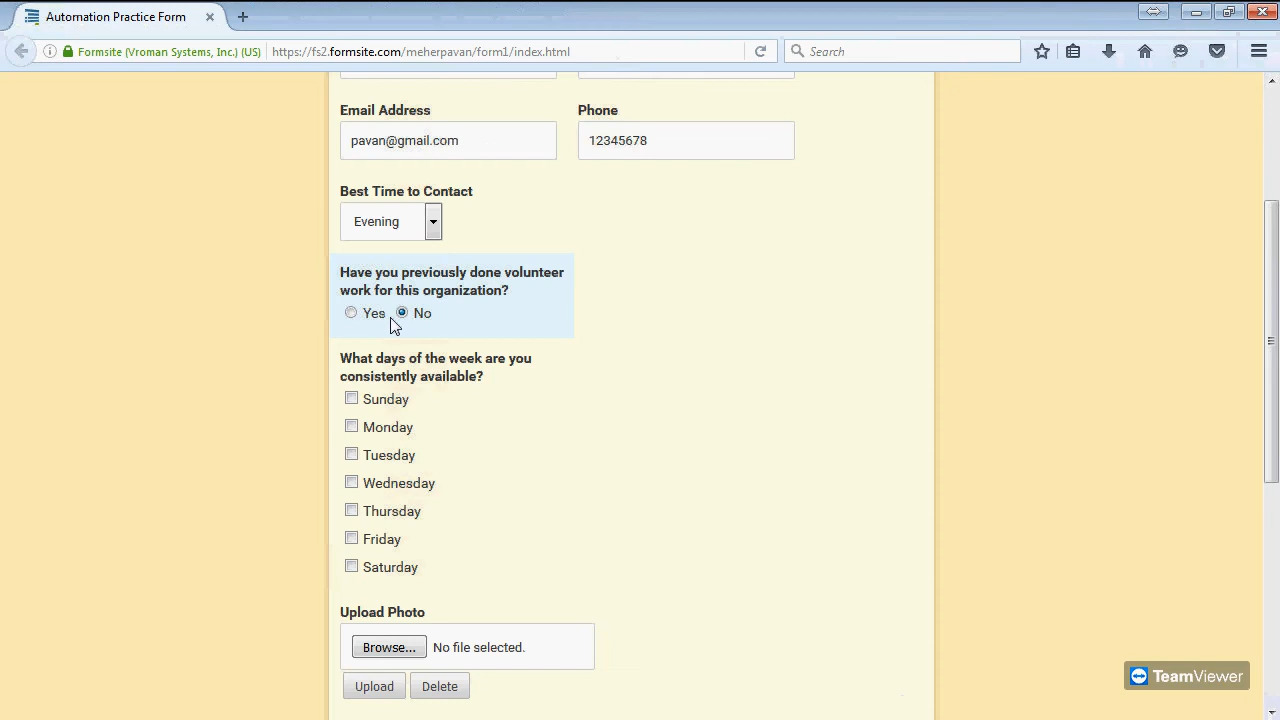 Automation Practice Form
Formsite (Vroman Systems, Inc.) (US)
https://fs2.formsite.com/meherpavan/form1/index.html
Search
Email Address
Phone
pavan@gmail.com
12345678
Best Time to Contact
Evening
Have you previously done volunteer
work for this organization?
Yes
No
What days of the week are you
consistently available?
Sunday
Monday
Tuesday
Wednesday
Thursday
Friday
Saturday
Upload Photo
Browse...
No file selected.
Upload
Delete
TeamViewer